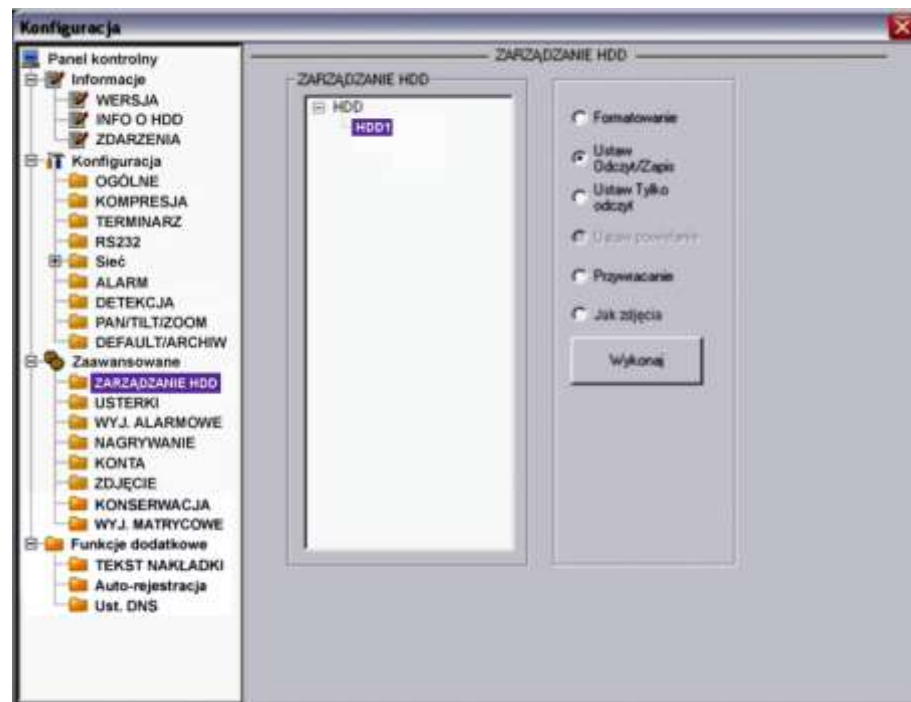 Konfiguracja
Panel kontrolny
Informacje
WERSJA
INFO O HDD
ZDARZENIA
Konfiguracja
OGÓLNE
KOMPRESJA
TERMINARZ
RS232
Sieć
ALARM
DETEKCJA
PAN/TILT/ZOOM
DEFAULT/ARCHIW
Zaawansowane
ZARZĄDZANIE HDD
USTERKI
WYJ. ALARMOWE
NAGRYWANIE
KONTA
ZDJĘCIE
KONSERWACJA
WYJ. MATRYCOWE
Funkcje dodatkowe
TEKST NAKŁADKI
Auto-rejestracja
Ust. DNS
ZARZĄDZANIE HDD
ZARZĄDZANIE HDD
HDD
HDD1
Formatowanie
Ustaw
Odczyt/Zapis
Ustaw Tylko
odczyt
Ustaw
Przywracanie
Jak zdjęcia
Wykonaj